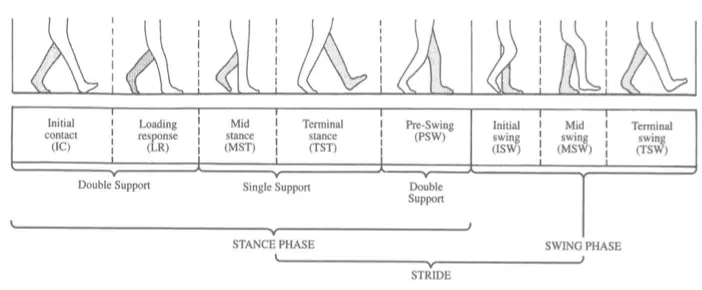 Initial
contact
(IC)
Loading
response
(LR)
Mid
stance
(MST)
Terminal
stance
(TST)
Pre-Swing
(PSW)
Initial
swing
(ISW)
Mid
swing
(MSW)
Terminal
swing
(TSW)
Double Support
Single Support
Double
Support
STANCE PHASE
SWING PHASE
STRIDE